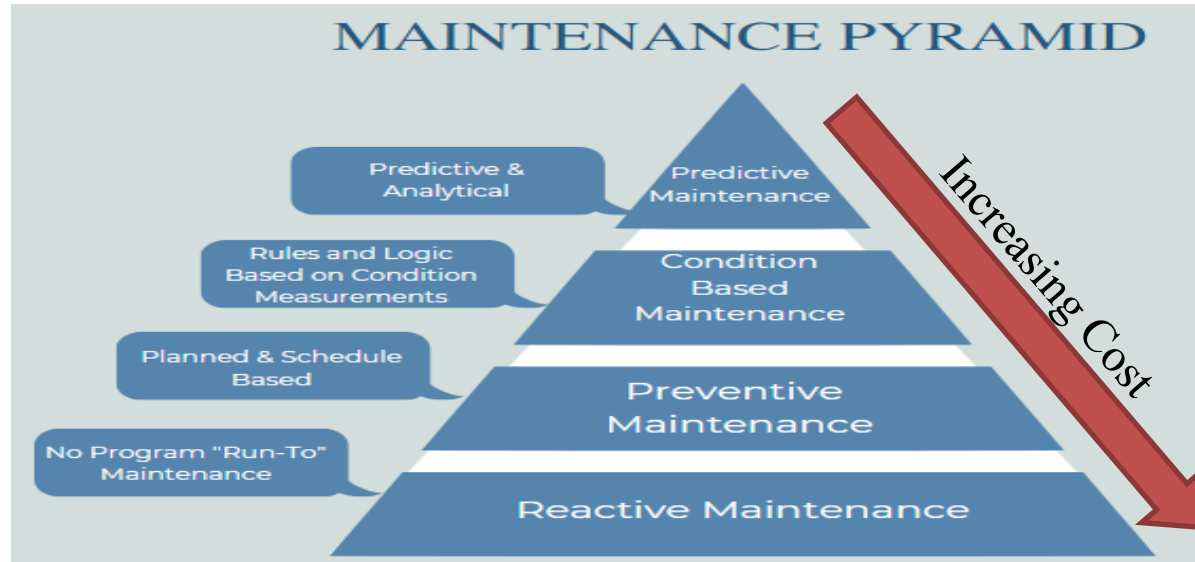 MAINTENANCE PYRAMID
Predictive &
Analytical
Predictive
Maintenance
Rules and Logic
Based on Condition
Measurements
Condition
Based
Maintenance
Planned & Schedule
Based
Preventive
Maintenance
No Program "Run-To"
Maintenance
Reactive Maintenance
Increasing Cost